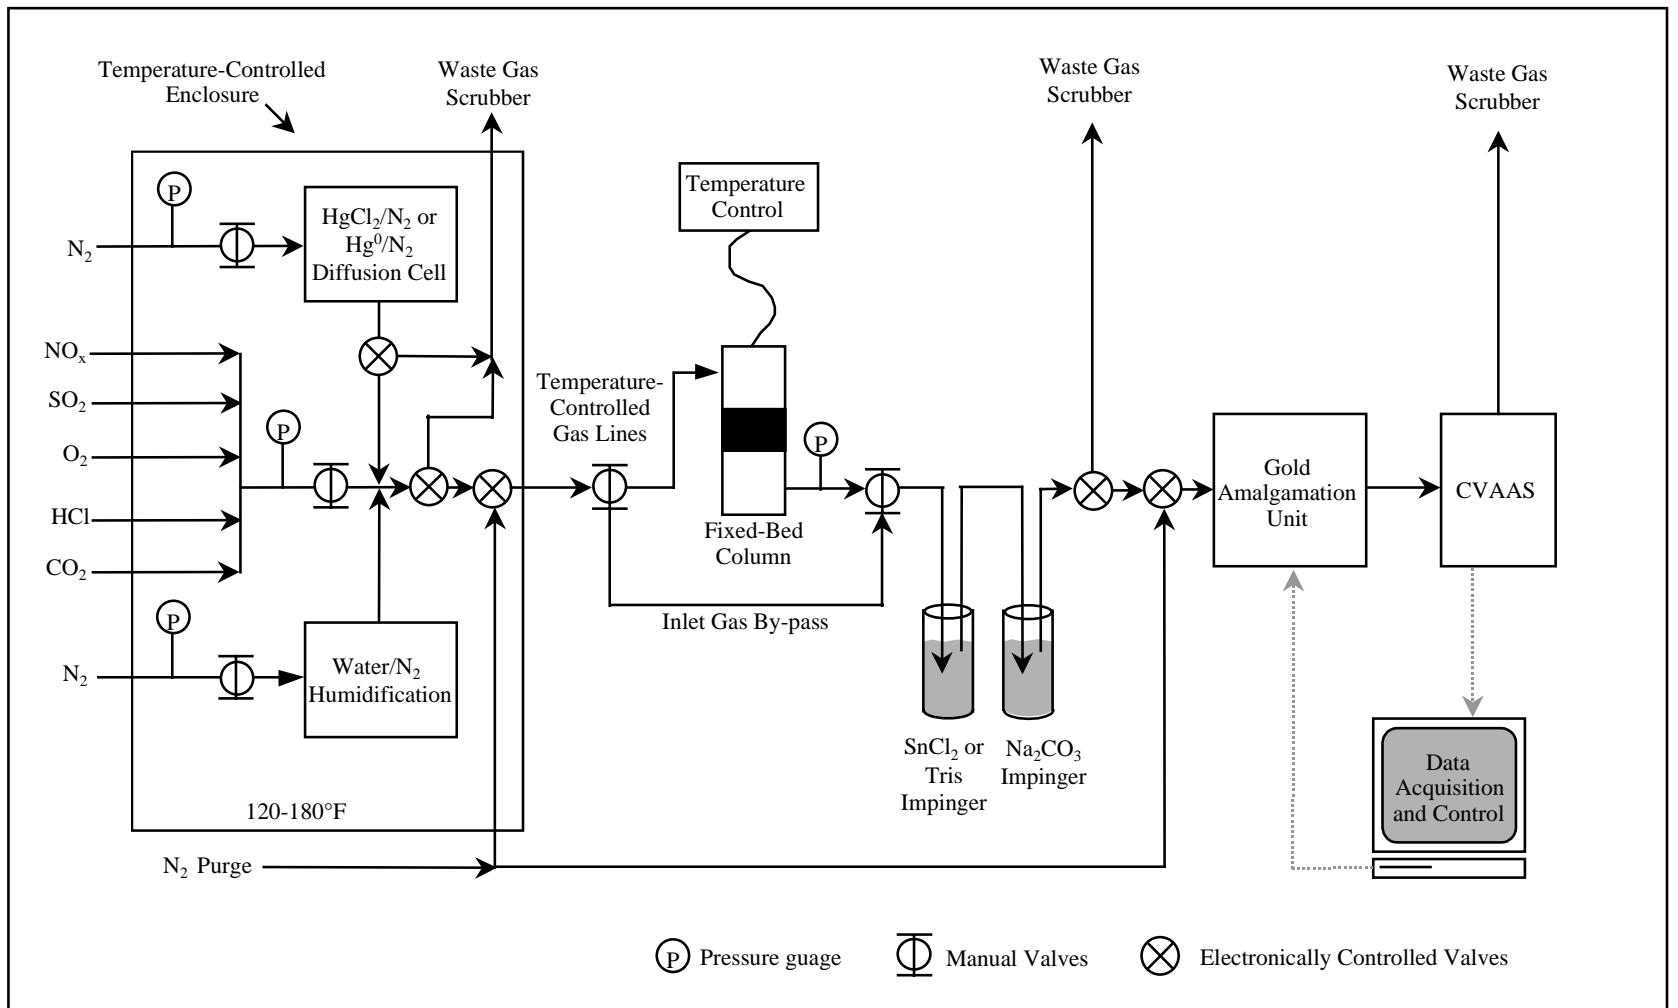 Temperature-Controlled
Enclosure
Waste Gas
Scrubber
Waste Gas
Scrubber
Waste Gas
Scrubber
P
N₂
HgCl₂/N₂ or
Hg⁰/N₂
Diffusion Cell
Temperature
Control
NOₓ
SO₂
O₂
HCl
CO₂
P
Temperature-
Controlled
Gas Lines
P
Fixed-Bed
Column
Inlet Gas By-pass
Gold
Amalgamation
Unit
CVAAS
P
N₂
Water/N₂
Humidification
120-180°F
SnCl₂ or
Tris
Impinger
Na₂CO₃
Impinger
Data
Acquisition
and Control
N₂ Purge
P
Pressure guage
Manual Valves
Electronically Controlled Valves